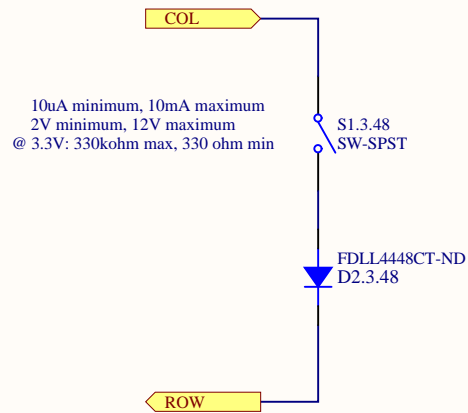 COL
10uA minimum, 10mA maximum
2V minimum, 12V maximum
@ 3.3V: 330kohm max, 330 ohm min
S1.3.48
SW-SPST
FDLL4448CT-ND
D2.3.48
ROW